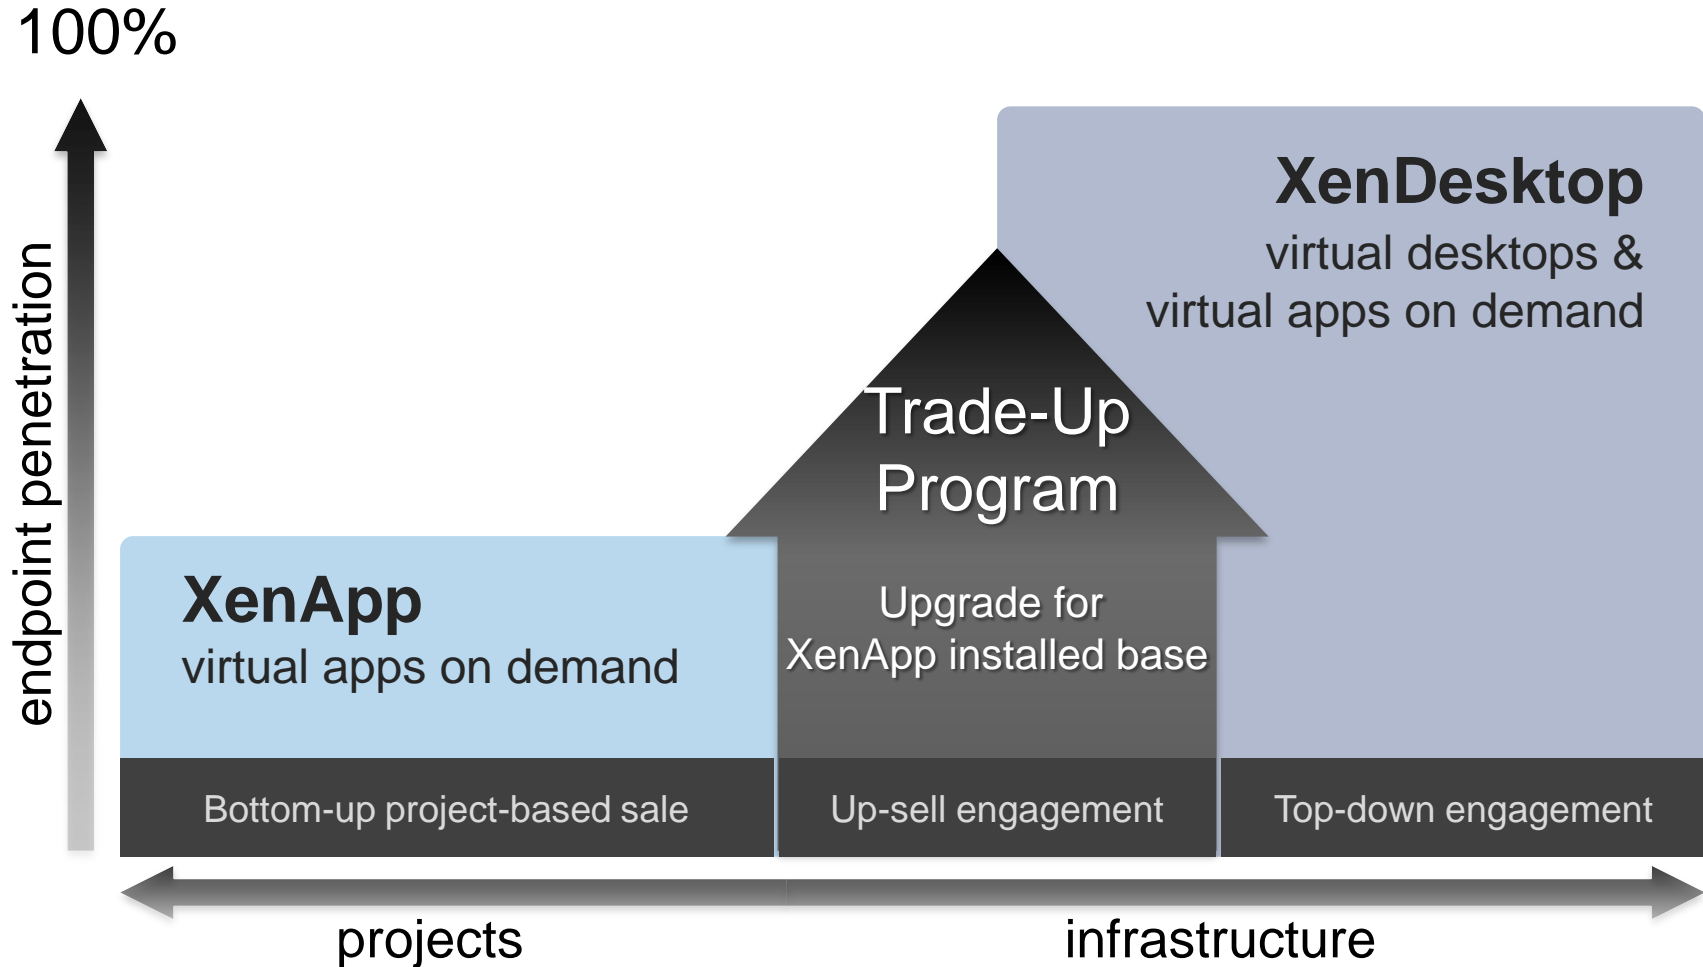 100%
endpoint penetration
XenDesktop
virtual desktops &
virtual apps on demand
Trade-Up
Program
Upgrade for
XenApp installed base
XenApp
virtual apps on demand
Bottom-up project-based sale
Up-sell engagement
Top-down engagement
projects
infrastructure